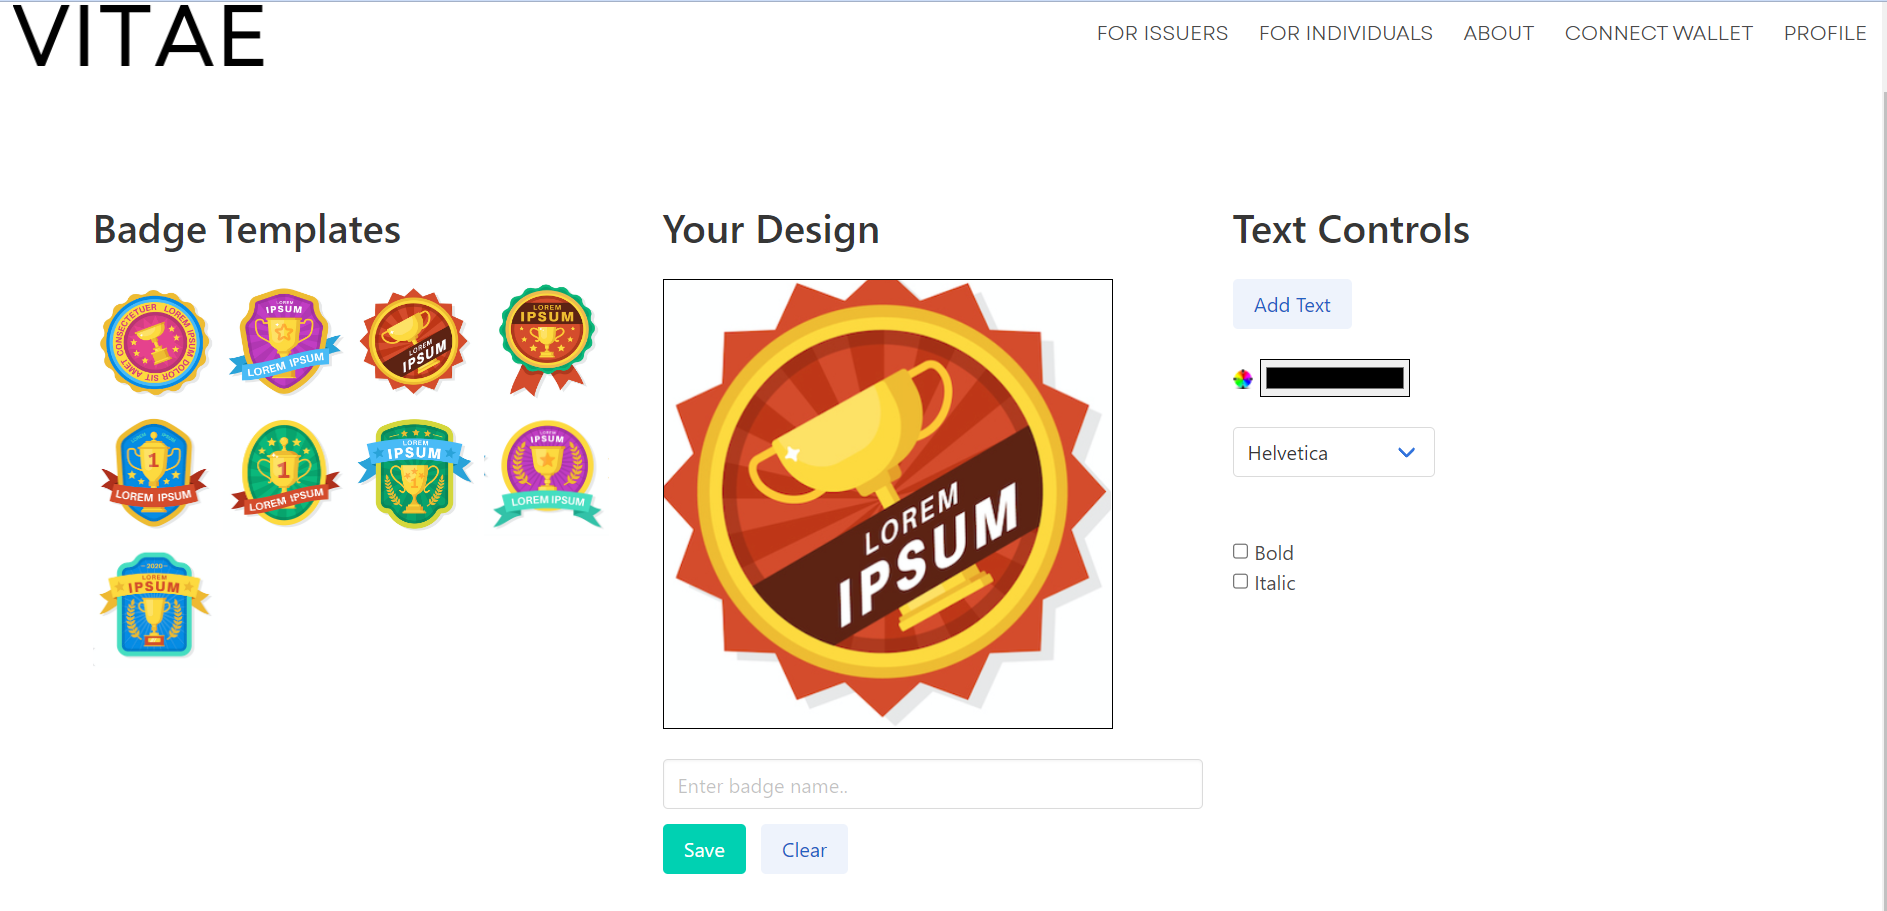 VITAE
FOR ISSUERS
FOR INDIVIDUALS
ABOUT
CONNECT WALLET
PROFILE
Badge Templates
CONSECTETUER LOREM IPSUM DOLOR SIT AMET
LOREM
IPSUM
LOREM IPSUM
LOREM
IPSUM
LOREM
IPSUM
LOREM IPSUM
1
LOREM IPSUM
1
LOREM IPSUM
LOREM
IPSUM
1
LOREM
IPSUM
LOREM IPSUM
2020
LOREM
IPSUM
Your Design
LOREM
IPSUM
Enter badge name..
Save
Clear
Text Controls
Add Text
Helvetica
Bold
Italic